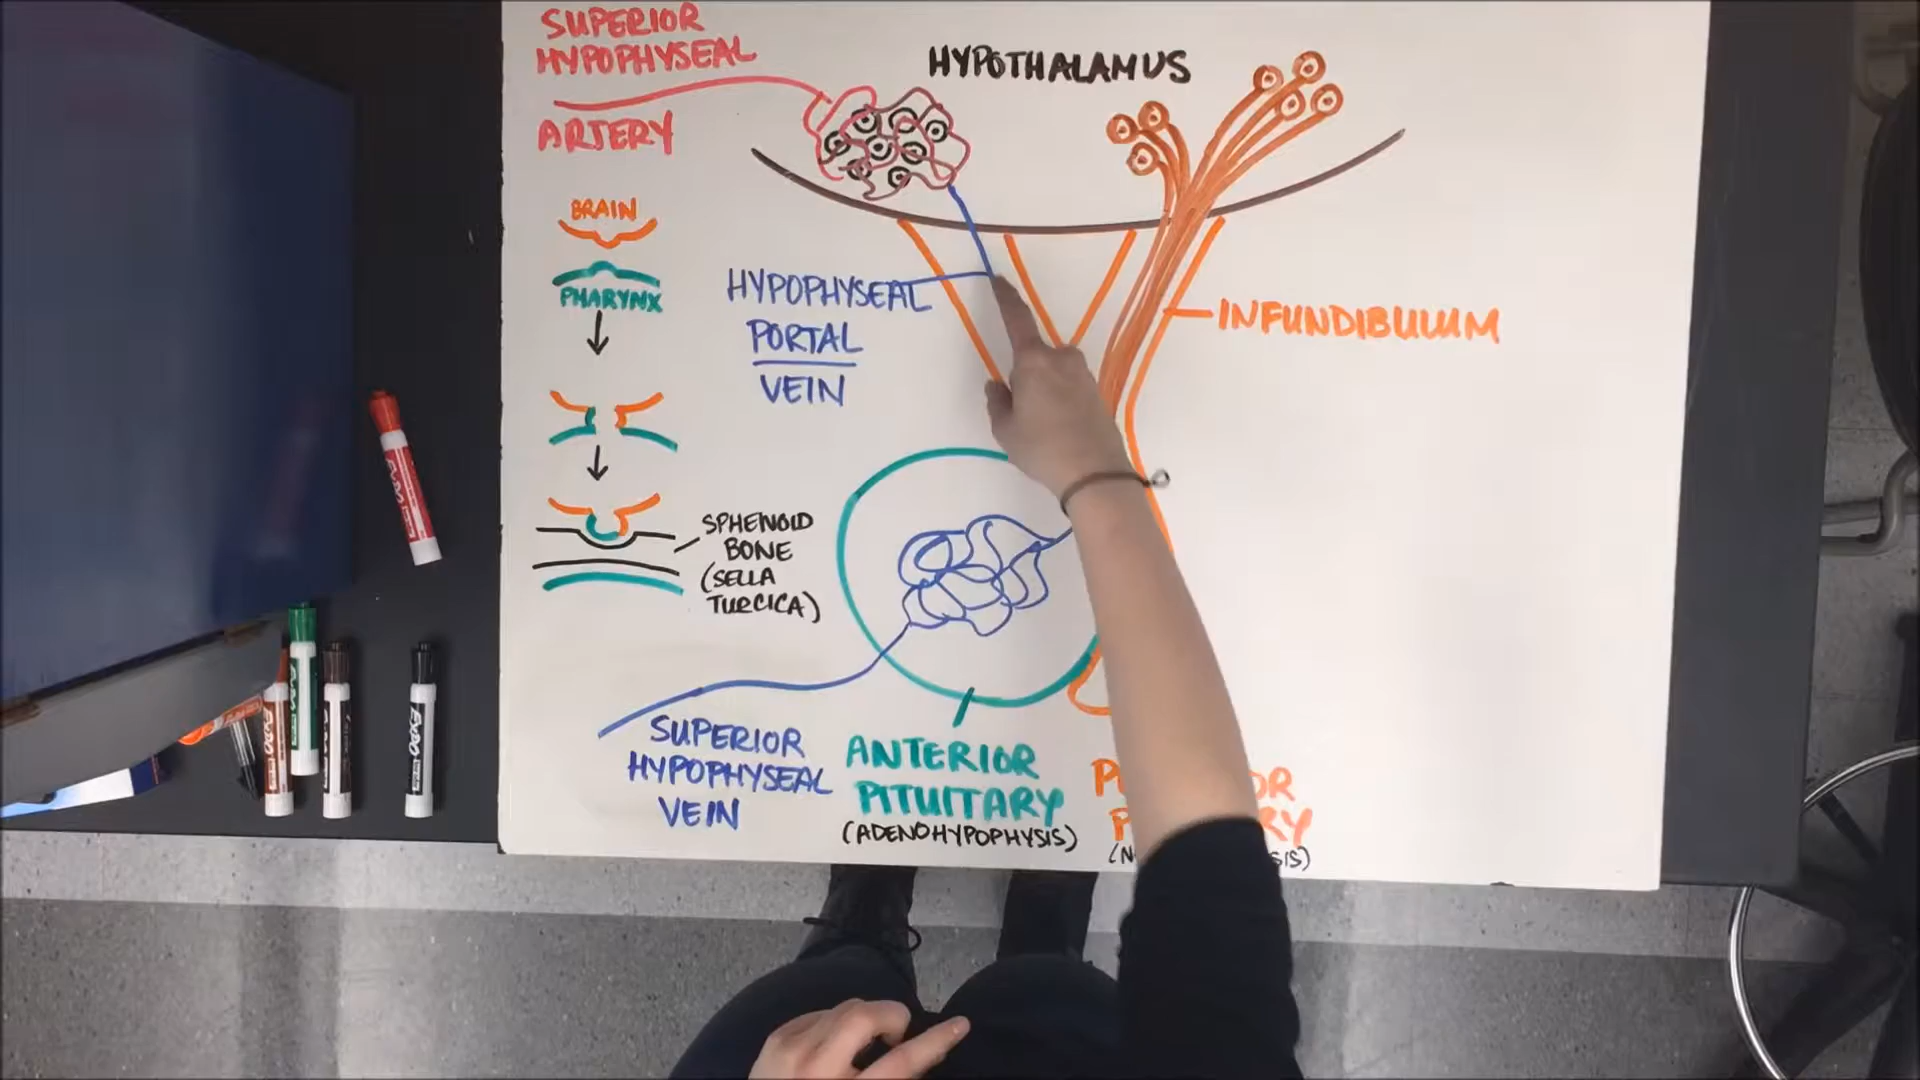 SUPERIOR
HYPOPHYSEAL
ARTERY
HYPOTHALAMUS
BRAIN
PHARYNX
HYPOPHYSEAL
PORTAL
VEIN
INFUNDIBULUM
SPHENOID
BONE
(SELLA
TURCICA)
SUPERIOR
HYPOPHYSEAL
VEIN
ANTERIOR
PITUITARY
(ADENOHYPOPHYSIS)
EXPO